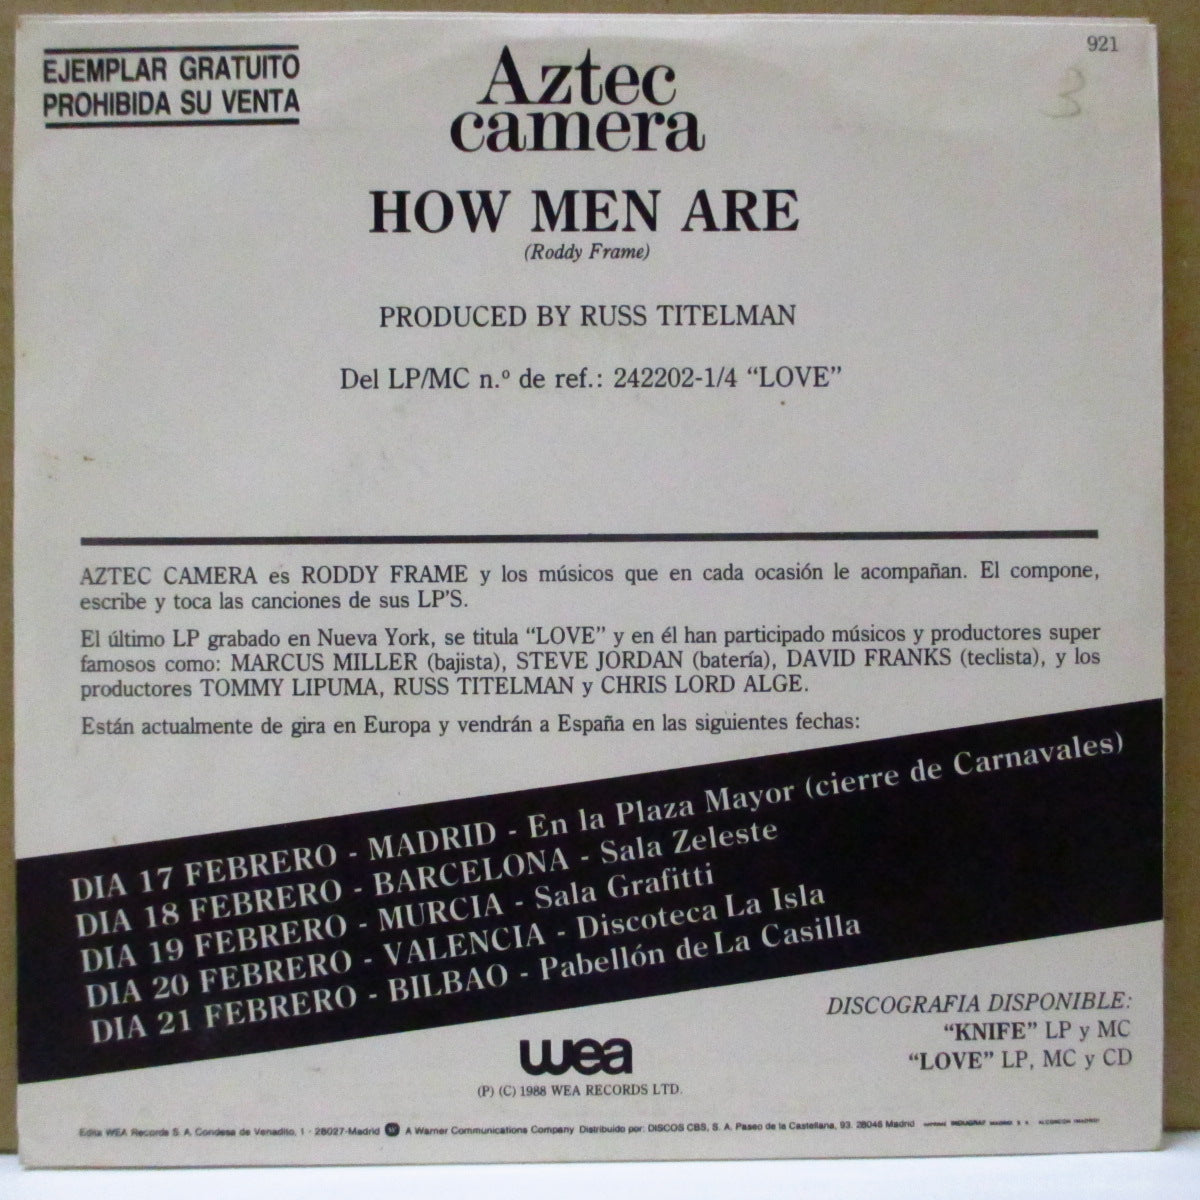 EJEMPLAR GRATUITO
PROHIBIDA SU VENTA
921
3
Aztec
camera
HOW MEN ARE
(Roddy Frame)
PRODUCED BY RUSS TITELMAN
Del LP/MC n.º de ref.: 242202-1/4 “LOVE”
AZTEC CAMERA es RODDY FRAME y los músicos que en cada ocasión le acompañan. El compone,
escribe y toca las canciones de sus LP'S.
El último LP grabado en Nueva York, se titula “LOVE” y en él han participado músicos y productores super
famosos como: MARCUS MILLER (bajista), STEVE JORDAN (batería), DAVID FRANKS (teclista), y los
productores TOMMY LIPUMA, RUSS TITELMAN y CHRIS LORD ALGE.
Están actualmente de gira en Europa y vendrán a España en las siguientes fechas:
DIA 17 FEBRERO - MADRID - En la Plaza Mayor (cierre de Carnavales)
DIA 18 FEBRERO - BARCELONA - Sala Zeleste
DIA 19 FEBRERO - MURCIA - Sala Grafitti
DIA 20 FEBRERO - VALENCIA - Discoteca La Isla
DIA 21 FEBRERO - BILBAO - Pabellón de La Casilla
DISCOGRAFIA DISPONIBLE:
“KNIFE” LP y MC
“LOVE” LP, MC y CD
wea
(P) (C) 1988 WEA RECORDS LTD.
Edita WEA Records S. A. Condesa de Venadito, 1 - 28027-Madrid A Warner Communications Company Distribuido por: DISCOS CBS, S. A. Paseo de la Castellana, 93. 28046 Madrid